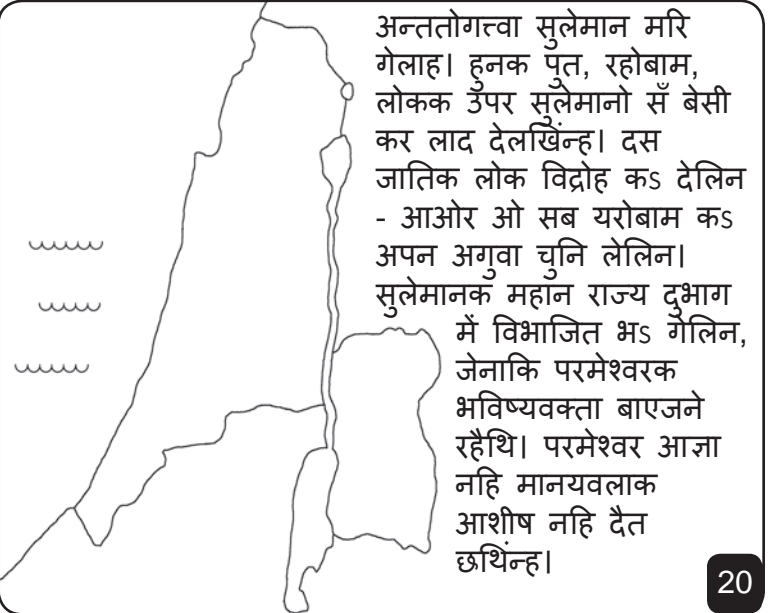 अन्ततोगत्त्वा सुलेमान मरि
गेलाह। हुनक पुत, रहोबाम,
लोकक उपर सुलेमानो सँ बेसी
कर लाद देलखिंन्ह। दस
जातिक लोक विद्रोह कऽ देलिन
- आओर ओ सब यरोबाम कऽ
अपन अगुवा चुनि लेलिन।
सुलेमानक महान राज्य दुभाग
में विभाजित भऽ गेलिन,
जेनाकि परमेश्वरक
भविष्यवक्ता बाएजने
रहैथि। परमेश्वर आज्ञा
नहि मानयवलाक
आशीष नहि दैत
छथिंन्ह।
20